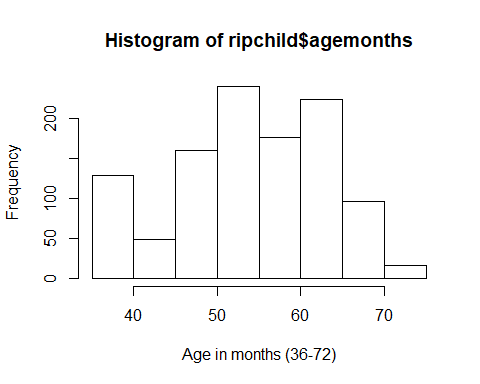 Histogram of ripchild$agemonths
Frequency
200
100
50
0
40 50 60 70
Age in months (36-72)